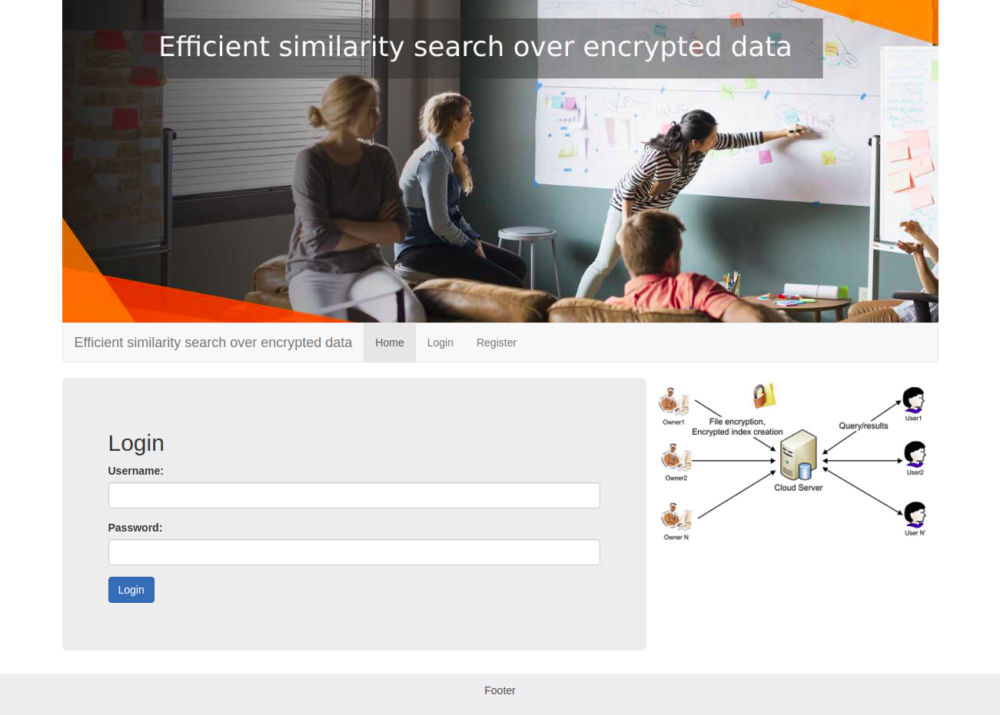 Efficient similarity search over encrypted data
Efficient similarity search over encrypted data
Home
Login
Register
Login
Username:
Password:
Login
Owner1
File encryption,
Encrypted index creation
Query/results
User1
Owner2
Cloud Server
User2
Owner N
User N'
Footer